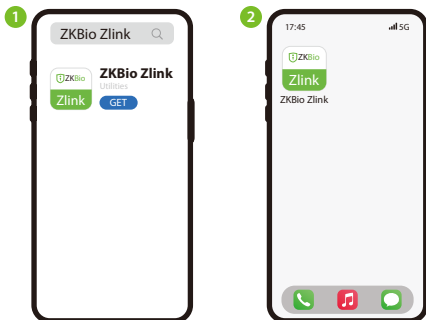 1
ZKBio Zlink
ZKBio
Zlink
ZKBio Zlink
Utilities
GET
2
17:45
5G
ZKBio
Zlink
ZKBio Zlink